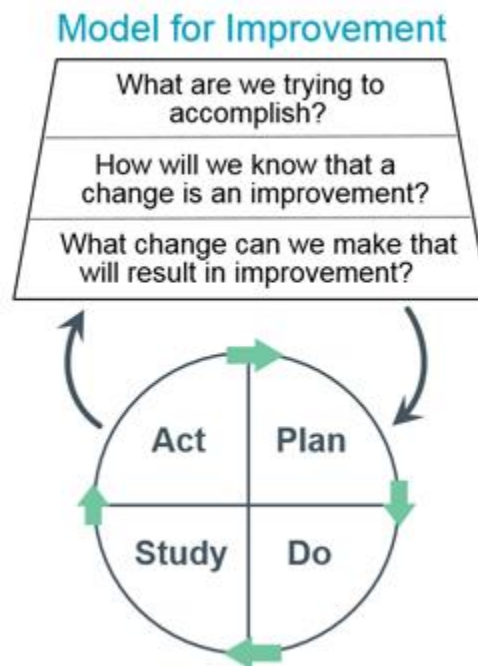 Model for Improvement
What are we trying to
accomplish?
How will we know that a
change is an improvement?
What change can we make that
will result in improvement?
Act
Plan
Study
Do